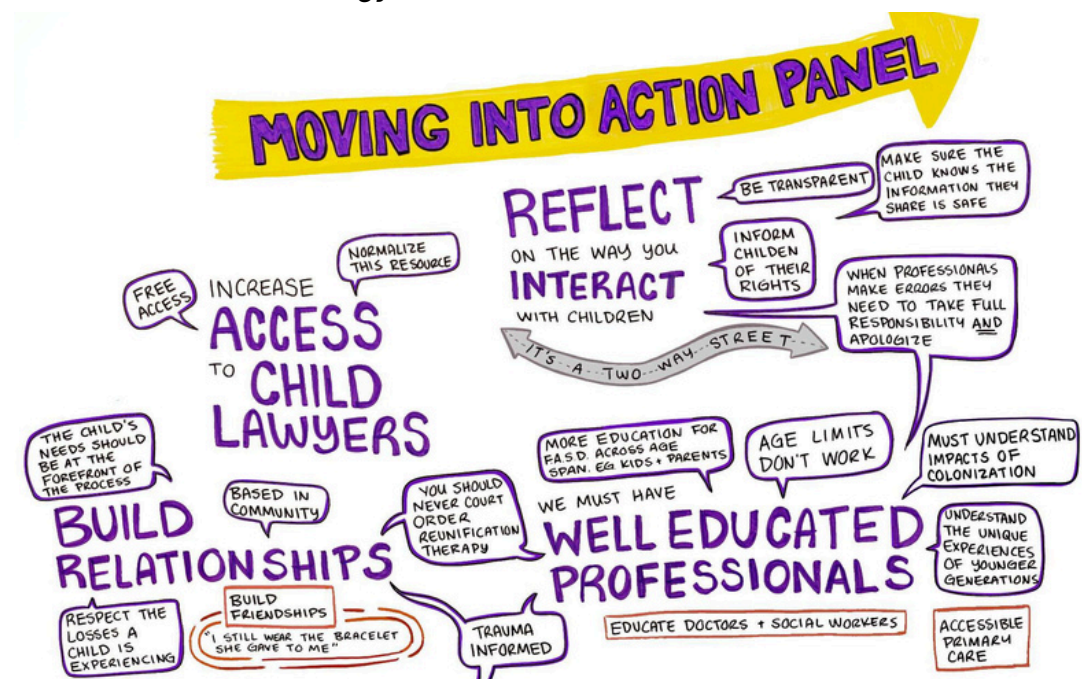 MOVING INTO ACTION PANEL
REFLECT
ON THE WAY YOU
INTERACT
WITH CHILDREN
BE TRANSPARENT
MAKE SURE THE
CHILD KNOWS THE
INFORMATION THEY
SHARE IS SAFE
INFORM
CHILDEN
OF THEIR
RIGHTS
WHEN PROFESSIONALS
MAKE ERRORS THEY
NEED TO TAKE FULL
RESPONSIBILITY AND
APOLOGIZE
IT'S A TWO WAY STREET
FREE
ACCESS
NORMALIZE
THIS RESOURCE
INCREASE
ACCESS
TO CHILD
LAWYERS
THE CHILD'S
NEEDS SHOULD
BE AT THE
FOREFRONT OF
THE PROCESS
BASED IN
COMMUNITY
BUILD
RELATIONSHIPS
YOU SHOULD
NEVER COURT
ORDER
REUNIFICATION
THERAPY
RESPECT THE
LOSSES A
CHILD IS
EXPERIENCING
BUILD
FRIENDSHIPS
"I STILL WEAR THE BRACELET
SHE GAVE TO ME"
TRAUMA
INFORMED
MORE EDUCATION FOR
F.A.S.D. ACROSS AGE
SPAN. EG KIDS + PARENTS
AGE LIMITS
DON'T WORK
MUST UNDERSTAND
IMPACTS OF
COLONIZATION
WE MUST HAVE
WELL EDUCATED
PROFESSIONALS
UNDERSTAND
THE UNIQUE
EXPERIENCES
OF YOUNGER
GENERATIONS
EDUCATE DOCTORS + SOCIAL WORKERS
ACCESSIBLE
PRIMARY
CARE